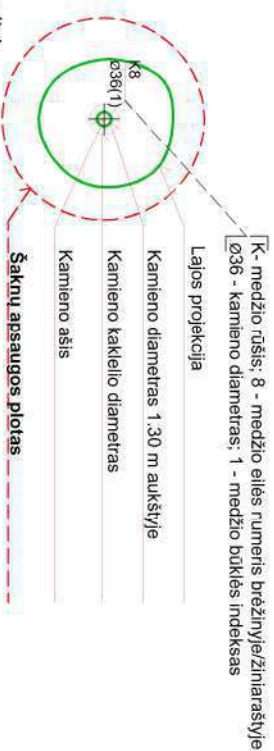 K- medžio rūšis; 8 - medžio eilės numeris brėžinyje/žiniaraštyje
Ø36 - kamieno diametras; 1 - medžio būklės indeksas
K8
ø36(1)
Lajos projekcija
Kamieno diametras 1.30 m aukštyje
Kamieno kaklelio diametras
Kamieno ašis
Šaknų apsaugos plotas